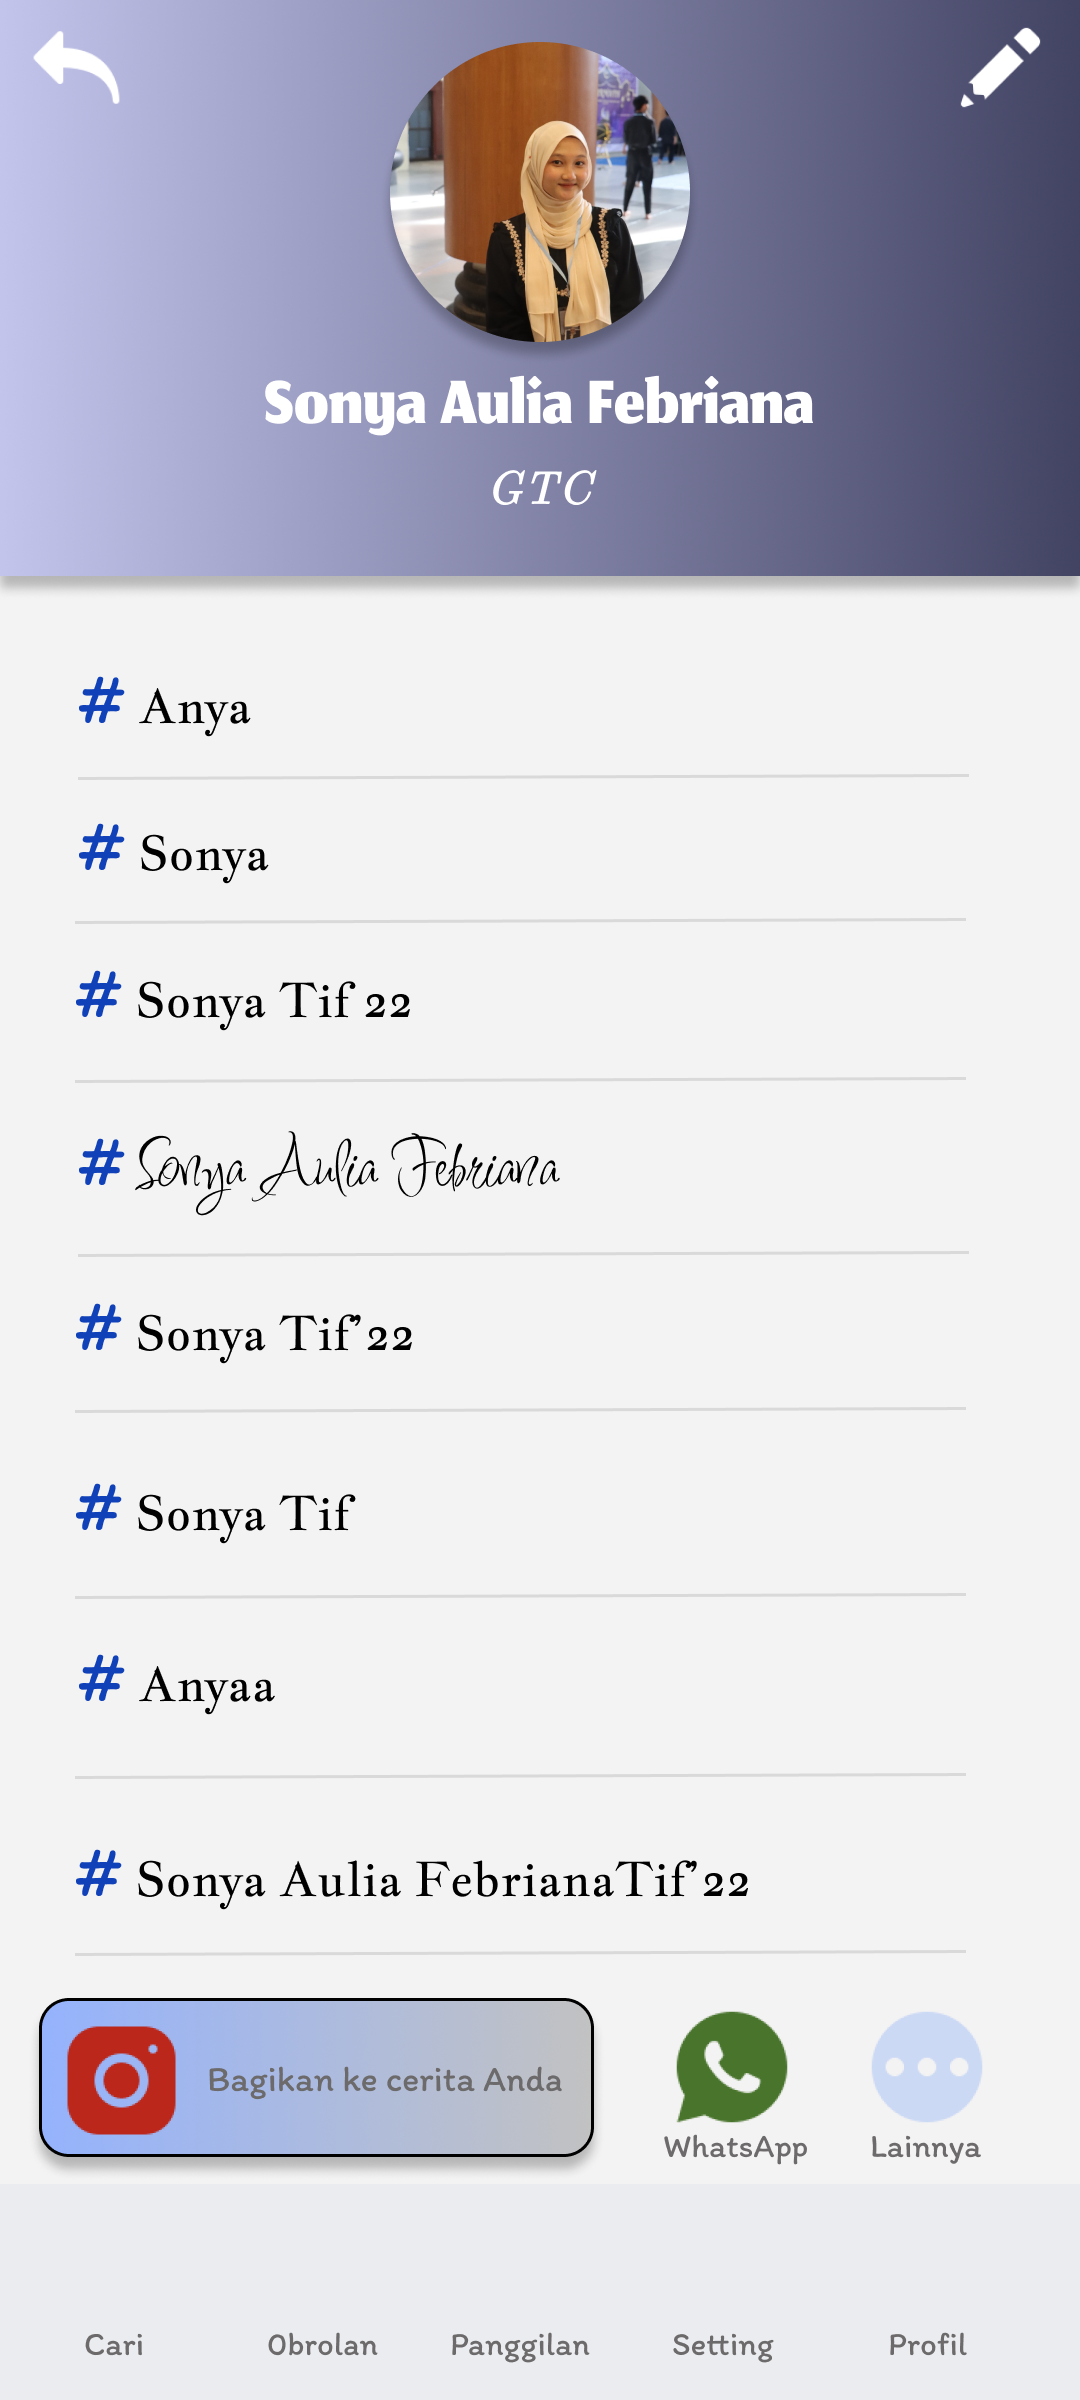 Sonya Aulia Febriana
GTC
# Anya
# Sonya
# Sonya Tif 22
# Sonya Aulia Febriana
# Sonya Tif’22
# Sonya Tif
# Anyaa
# Sonya Aulia FebrianaTif’22
Bagikan ke cerita Anda
WhatsApp
Lainnya
Cari
Obrolan
Panggilan
Setting
Profil